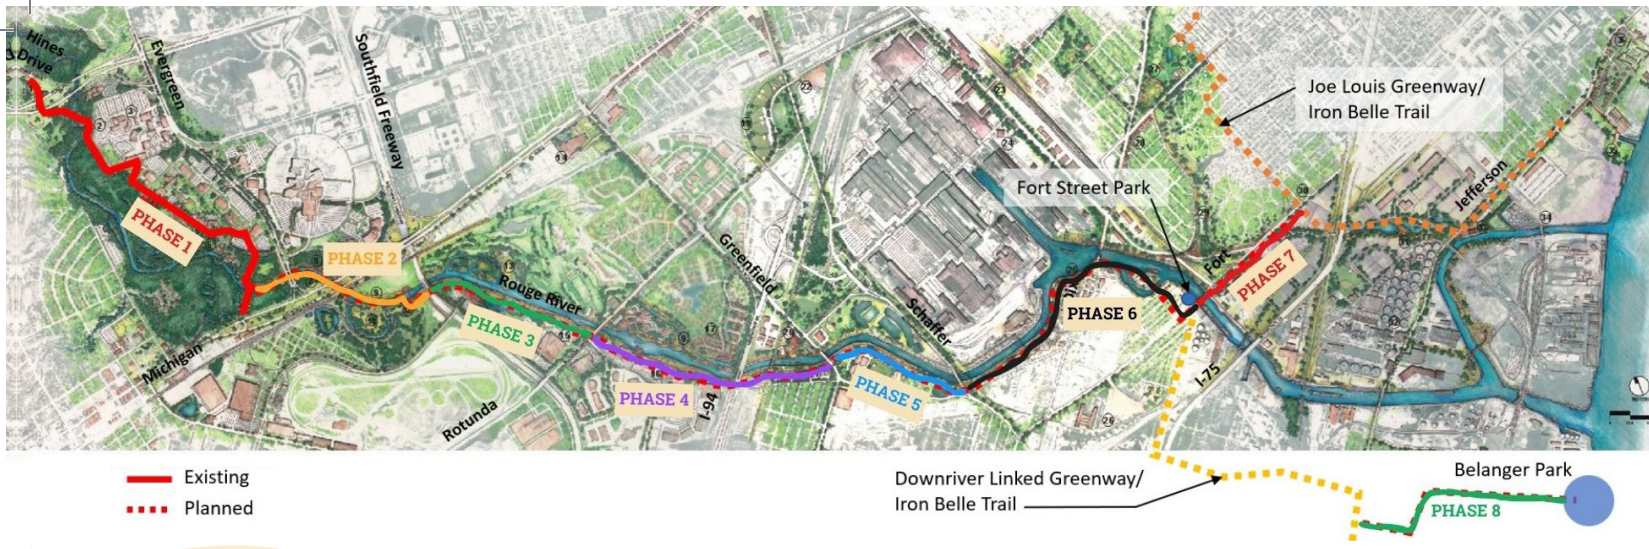 Hines
Drive
Evergreen
Southfield Freeway
Joe Louis Greenway/
Iron Belle Trail
Fort Street Park
Jefferson
PHASE 1
PHASE 2
Rouge River
Greenfield
Fort
PHASE 7
PHASE 3
Schaffer
PHASE 6
Michigan
PHASE 4
PHASE 5
I-94
I-75
Rotunda
Existing
Planned
Downriver Linked Greenway/
Iron Belle Trail
Belanger Park
PHASE 8